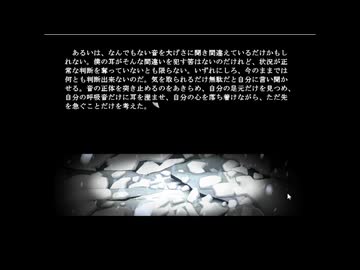 あるいは、なんでもない音を大げさに聞き間違えているだけかもし
れない。僕の耳がそんな間違いを犯す筈はないのだけれど、状況が正
常な判断を奪っていないとも限らない。いずれにしろ、今のままでは
何とも判断出来ないのだ。気を取られるだけ無駄だと自分に言い聞か
せる。音の正体を突き止めるのをあきらめ、自分の足元だけを見つめ、
自分の呼吸音だけに耳を澄ませ、自分の心を落ち着けながら、ただ先
を急ぐことだけを考えた。